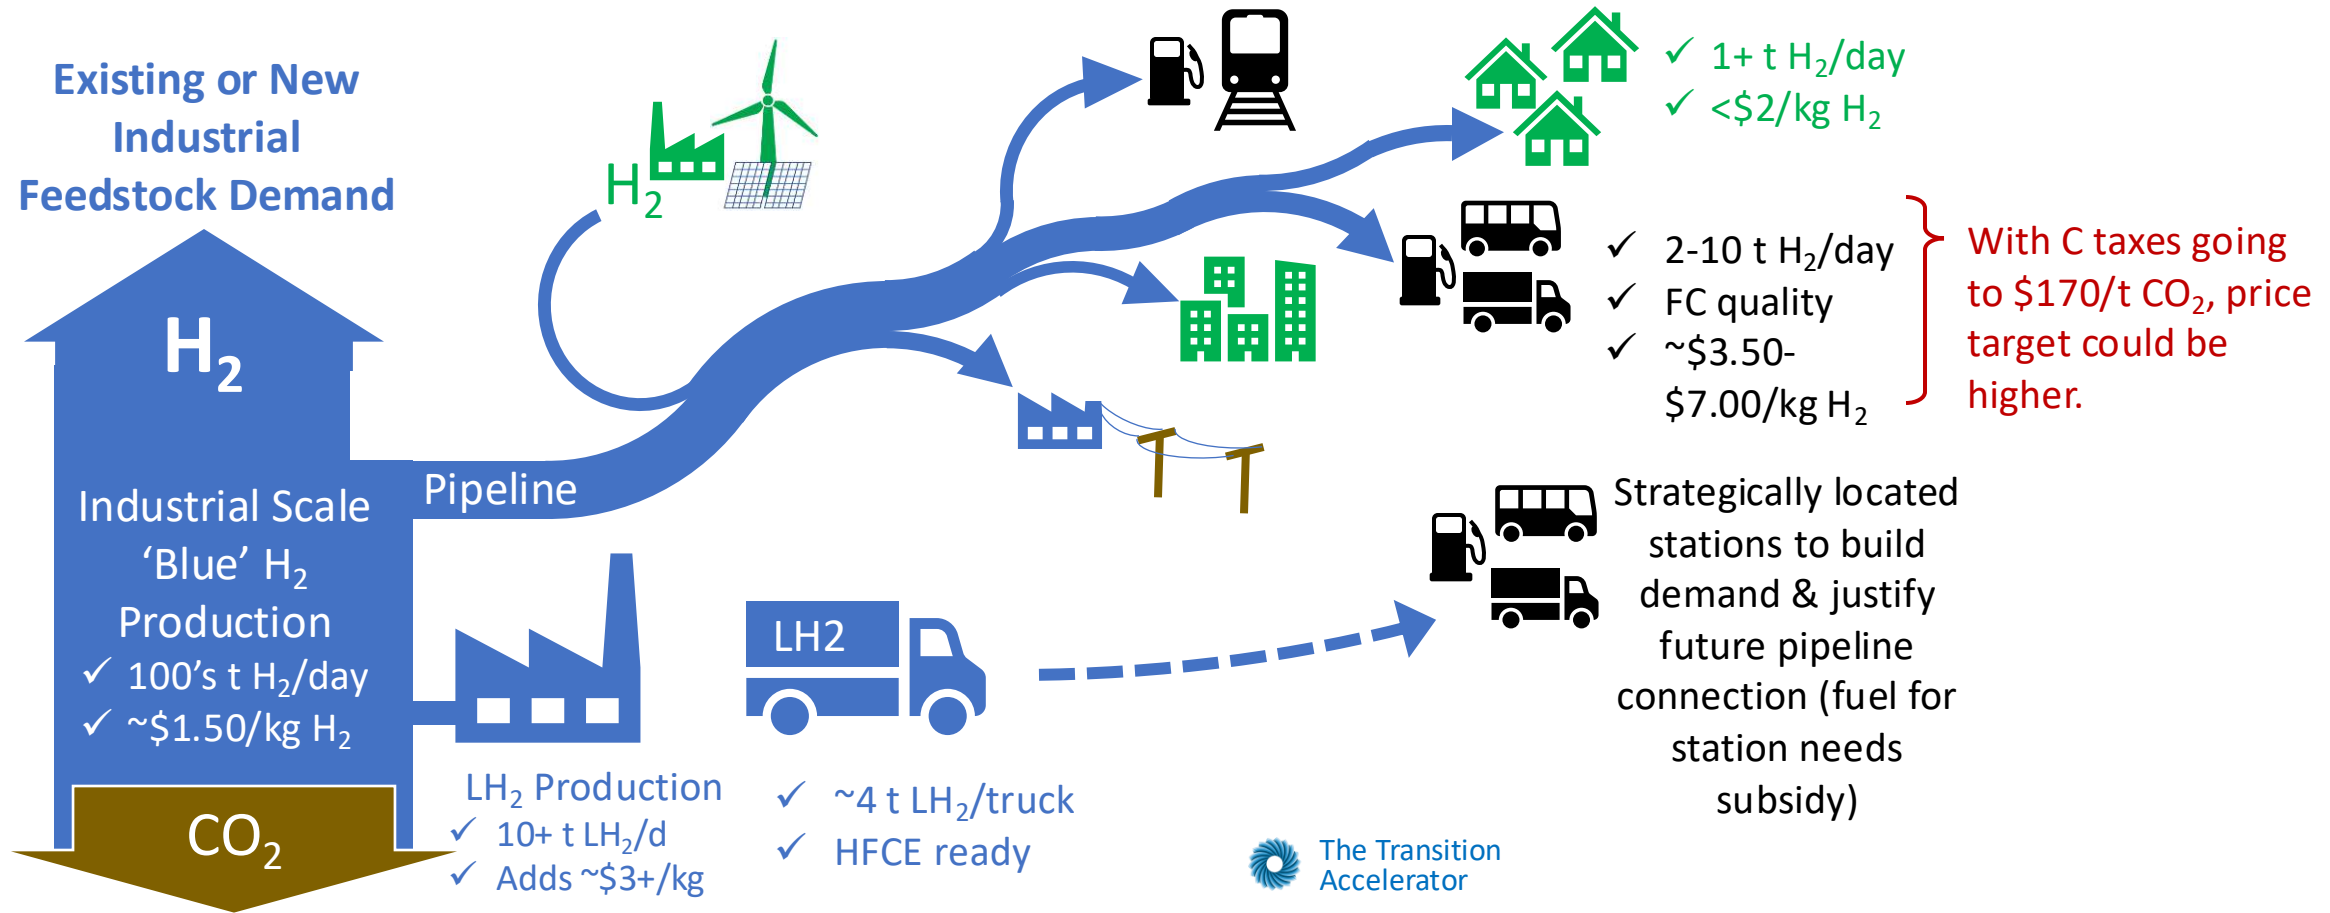 Existing or New
Industrial
Feedstock Demand
H₂
Industrial Scale
‘Blue’ H₂
Production
✓ 100’s t H₂/day
✓ ~$1.50/kg H₂
CO₂
H₂
Pipeline
LH₂ Production
✓ 10+ t LH₂/d
✓ Adds ~$3+/kg
LH2
✓ ~4 t LH₂/truck
✓ HFCE ready
✓ 1+ t H₂/day
✓ <$2/kg H₂
✓ 2-10 t H₂/day
✓ FC quality
✓ ~$3.50-
$7.00/kg H₂
With C taxes going
to $170/t CO₂, price
target could be
higher.
Strategically located
stations to build
demand & justify
future pipeline
connection (fuel for
station needs
subsidy)
The Transition
Accelerator